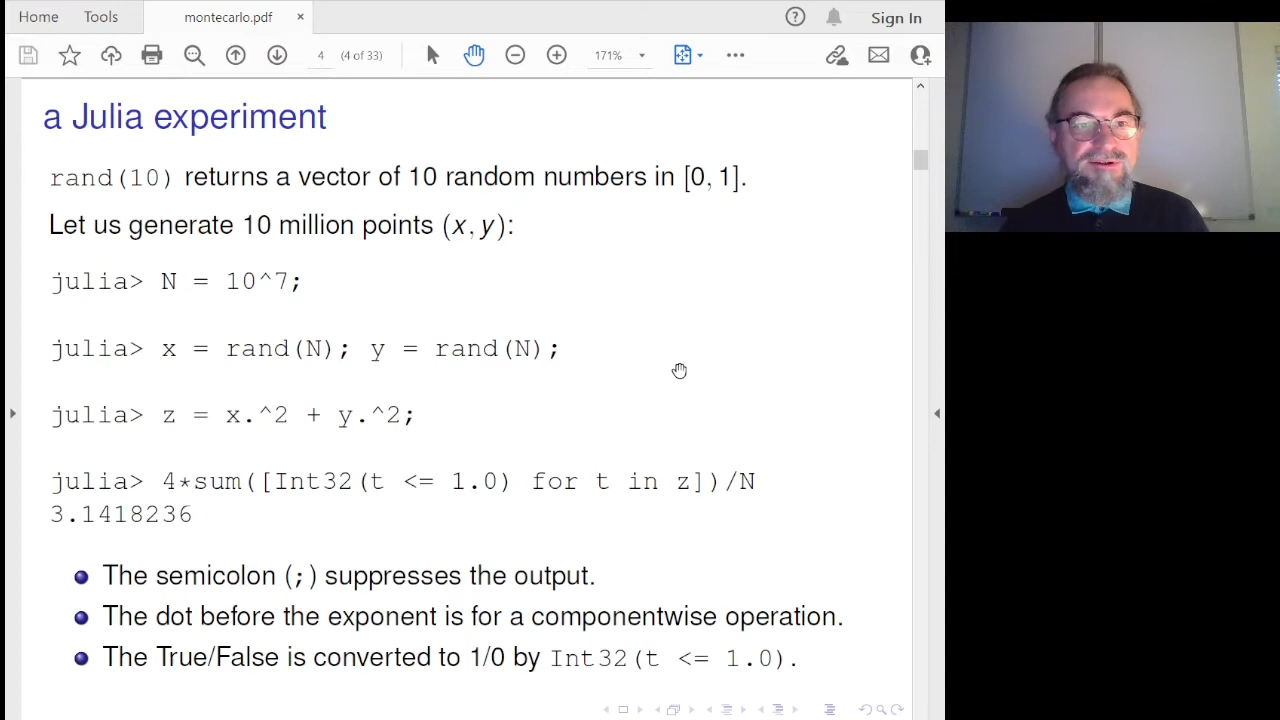 Home Tools montecarlo.pdf × Sign In
4 (4 of 33) 171%
a Julia experiment
rand(10) returns a vector of 10 random numbers in [0, 1].
Let us generate 10 million points (x, y):
julia> N = 10^7;
julia> x = rand(N); y = rand(N);
julia> z = x.^2 + y.^2;
julia> 4*sum([Int32(t <= 1.0) for t in z])/N
3.1418236
The semicolon (;) suppresses the output.
The dot before the exponent is for a componentwise operation.
The True/False is converted to 1/0 by Int32(t <= 1.0).